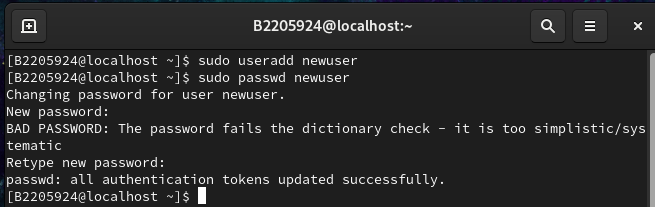 B2205924@localhost:~
[B2205924@localhost ~]$ sudo useradd newuser
[B2205924@localhost ~]$ sudo passwd newuser
Changing password for user newuser.
New password:
BAD PASSWORD: The password fails the dictionary check - it is too simplistic/sys
tematic
Retype new password:
passwd: all authentication tokens updated successfully.
[B2205924@localhost ~]$